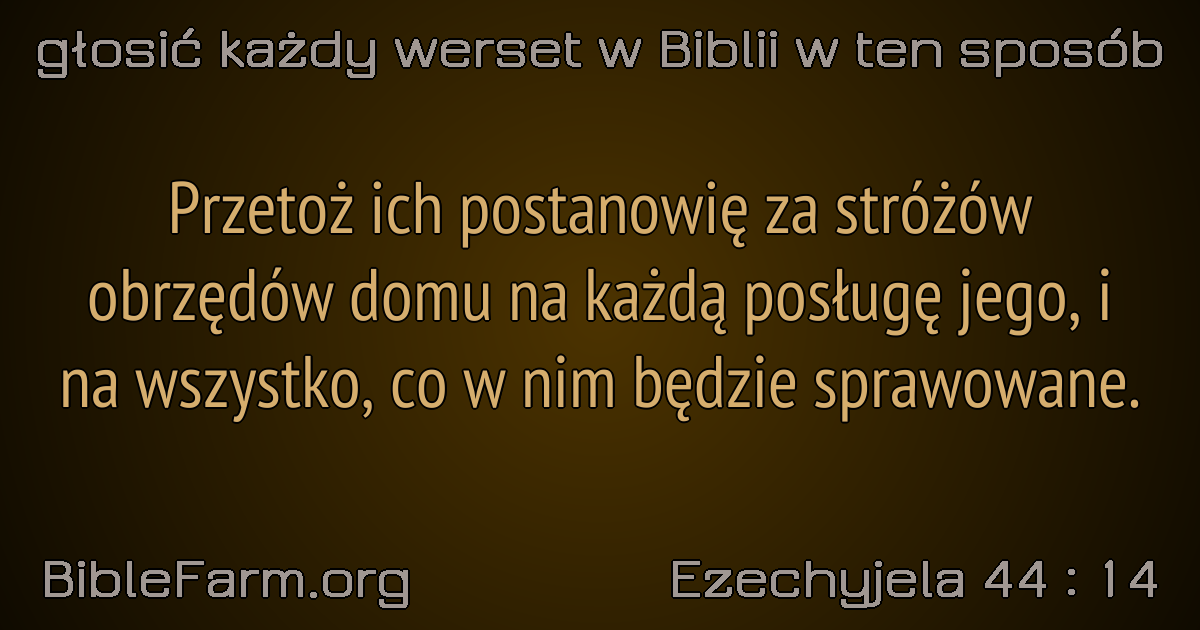 głosić każdy werset w Biblii w ten sposób
Przetoż ich postanowię za stróżów
obrzędów domu na każdą posługę jego, i
na wszystko, co w nim będzie sprawowane.
BibleFarm.org
Ezechyjela 44 : 14